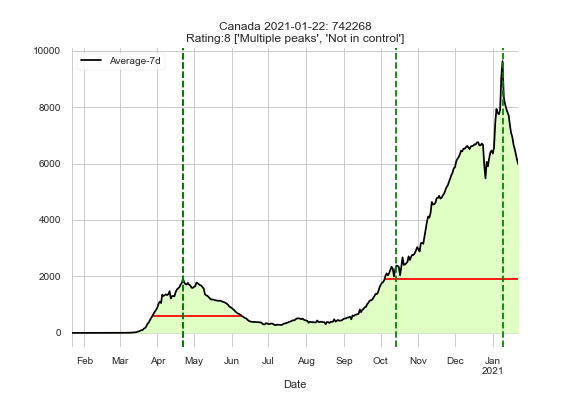 Canada 2021-01-22: 742268
Rating:8 ['Multiple peaks', 'Not in control']
Average-7d
10000
8000
6000
4000
2000
0
Feb Mar Apr May Jun Jul Aug Sep Oct Nov Dec Jan
2021
Date